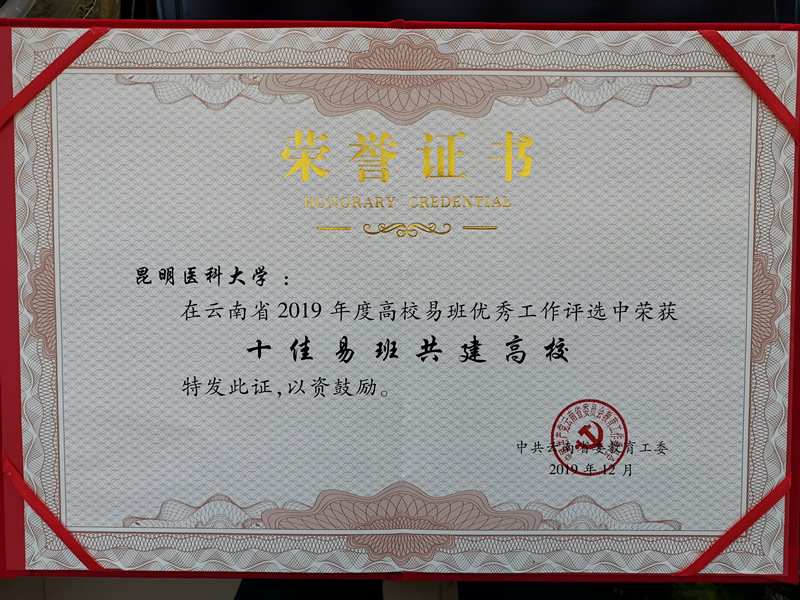 荣誉证书
HONORARY CREDENTIAL
昆明医科大学：
在云南省2019年度高校易班优秀工作评选中荣获
十佳易班共建高校
特发此证,以资鼓励。
中共云南省委教育工委
2019年12月